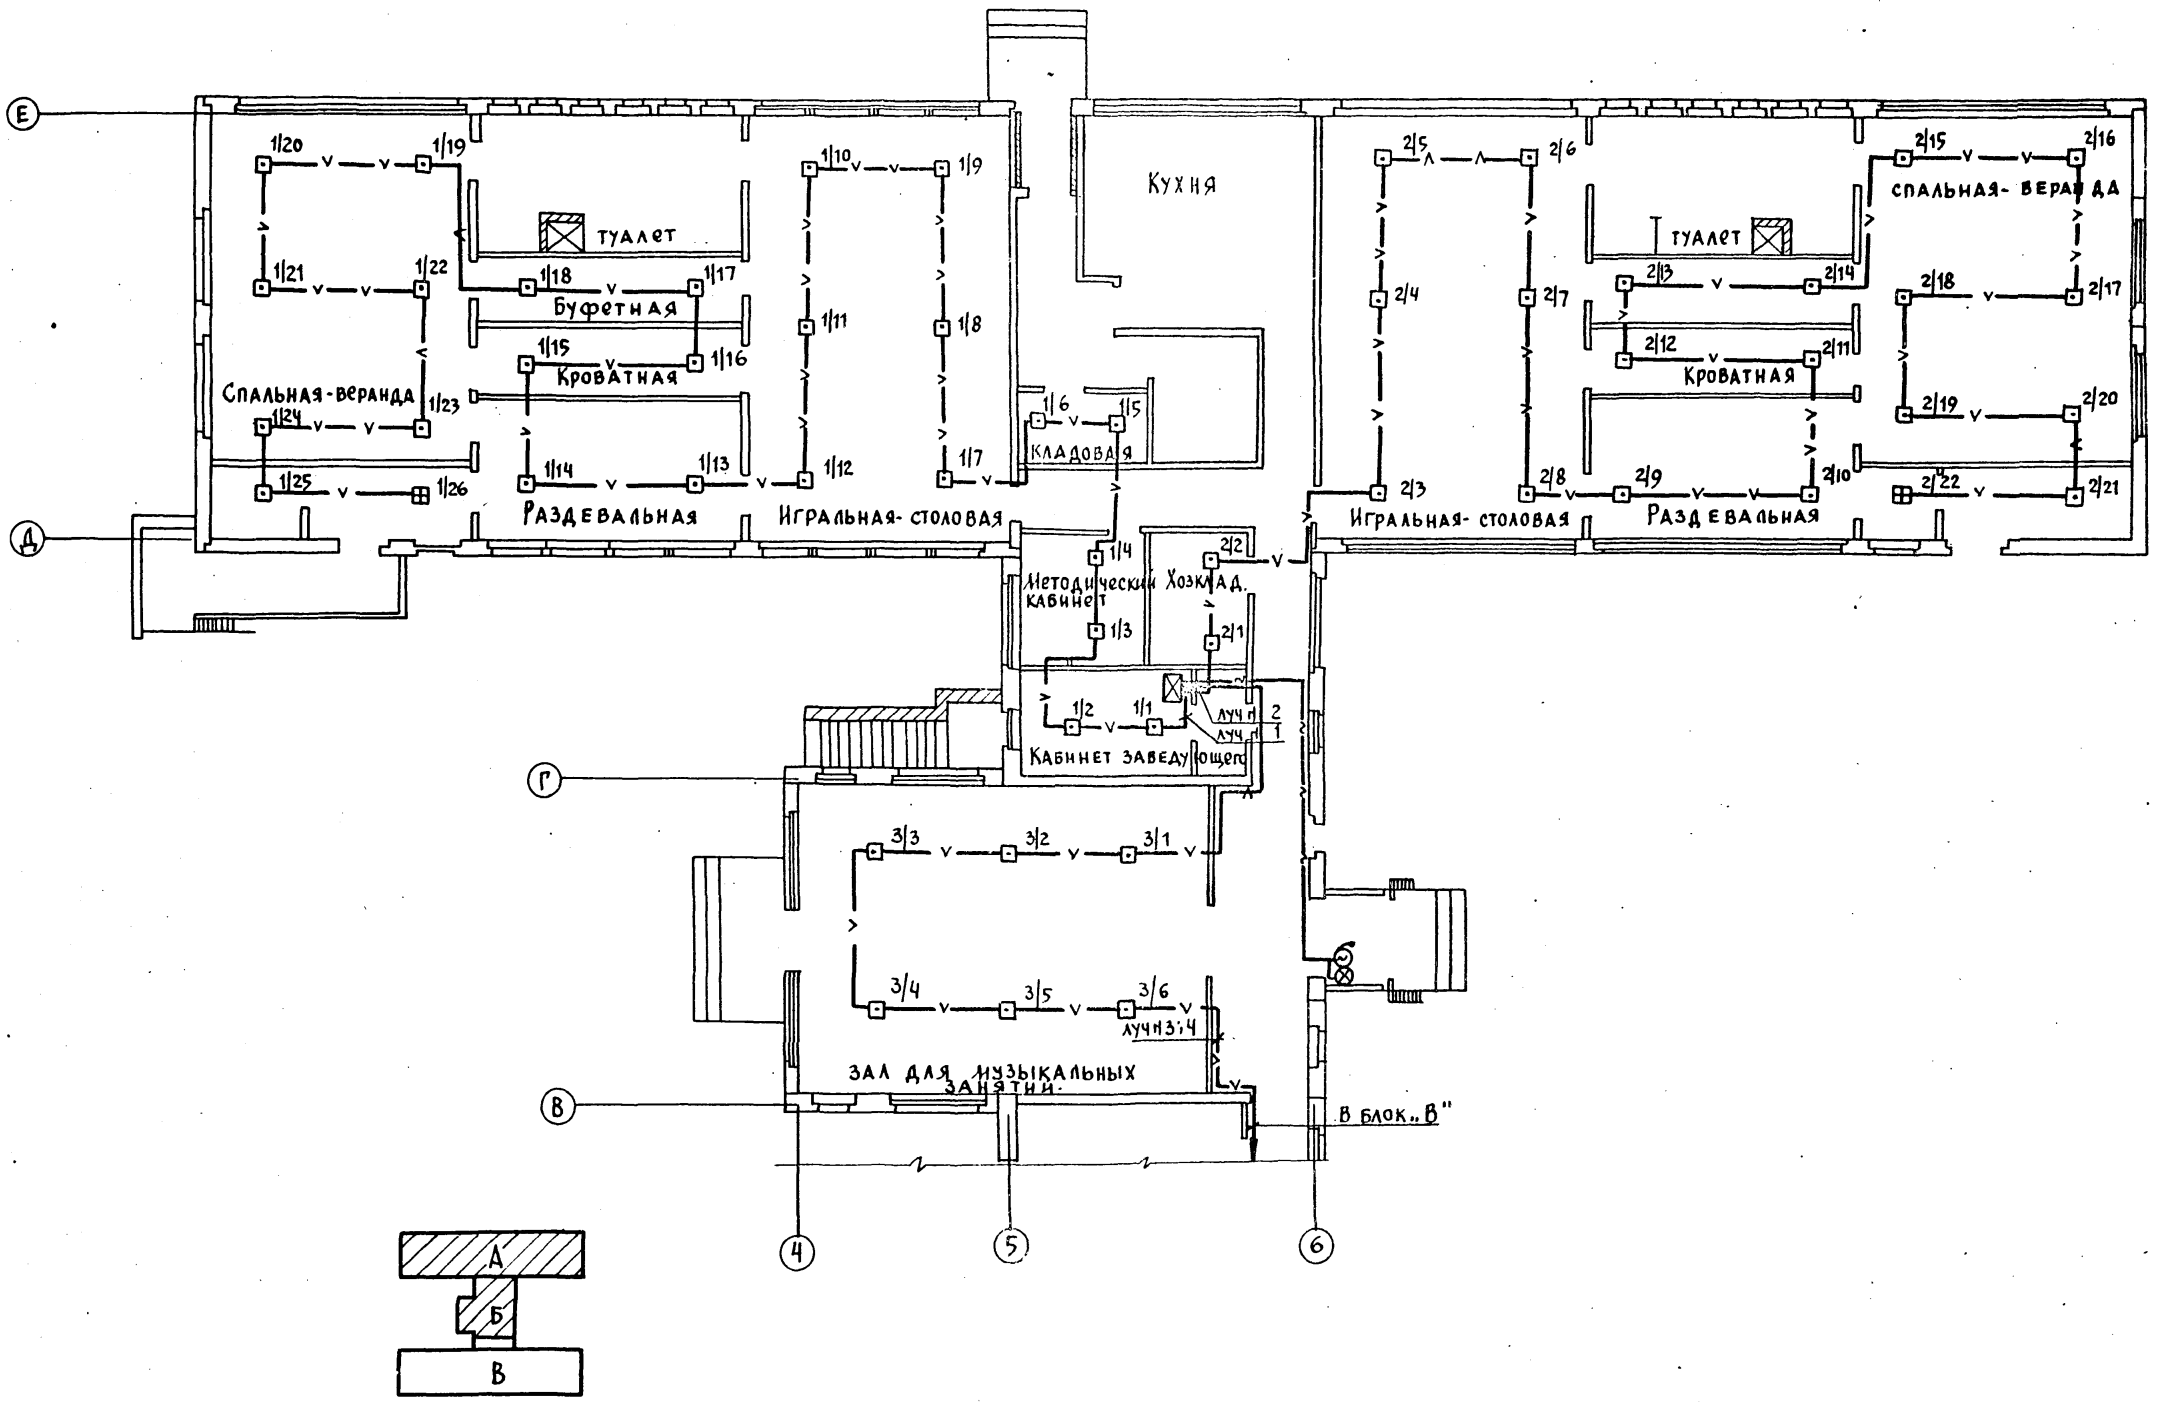 Е
1/20
1/19
1/10
1/9
Кухня
2/5
2/6
2/15
2/16
спальная-веранда
туалет
туалет
1/21
1/22
1/18
1/17
2/13
2/14
2/18
2/17
Буфетная
2/4
2/7
1/11
1/8
1/15
1/16
2/12
2/11
Кроватная
Кроватная
Спальная-веранда
1/24
1/23
1/6
1/5
2/19
2/20
кладовая
1/25
1/26
1/14
1/13
1/12
1/7
2/3
2/8
2/9
2/10
2/22
2/21
Раздевальная
Игральная-столовая
Игральная-столовая
Раздевальная
Д
1/4
2/2
Методический
кабинет
Хозклад.
1/3
2/1
1/2
1/1
луч н 2
луч н 1
Кабинет заведующего
Г
3/3
3/2
3/1
3/4
3/5
3/6
луч н3;4
зал для музыкальных
занятий.
В
В блок „В"
4
5
6
А
Б
В